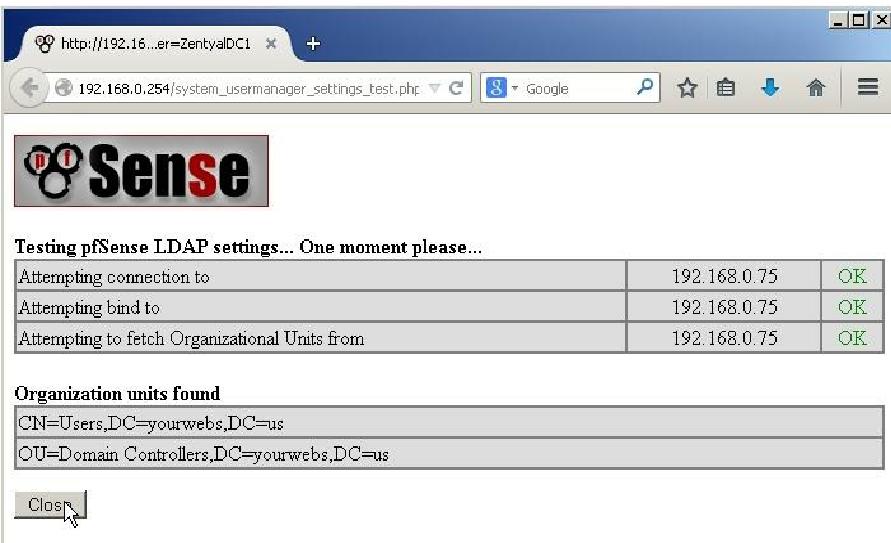 http://192.16...er=ZentyalDC1
192.168.0.254/system_usermanager_settings_test.php
Google
pf Sense
Testing pfSense LDAP settings... One moment please...
Attempting connection to 192.168.0.75 OK
Attempting bind to 192.168.0.75 OK
Attempting to fetch Organizational Units from 192.168.0.75 OK
Organization units found
CN=Users,DC=yourwebs,DC=us
OU=Domain Controllers,DC=yourwebs,DC=us
Close